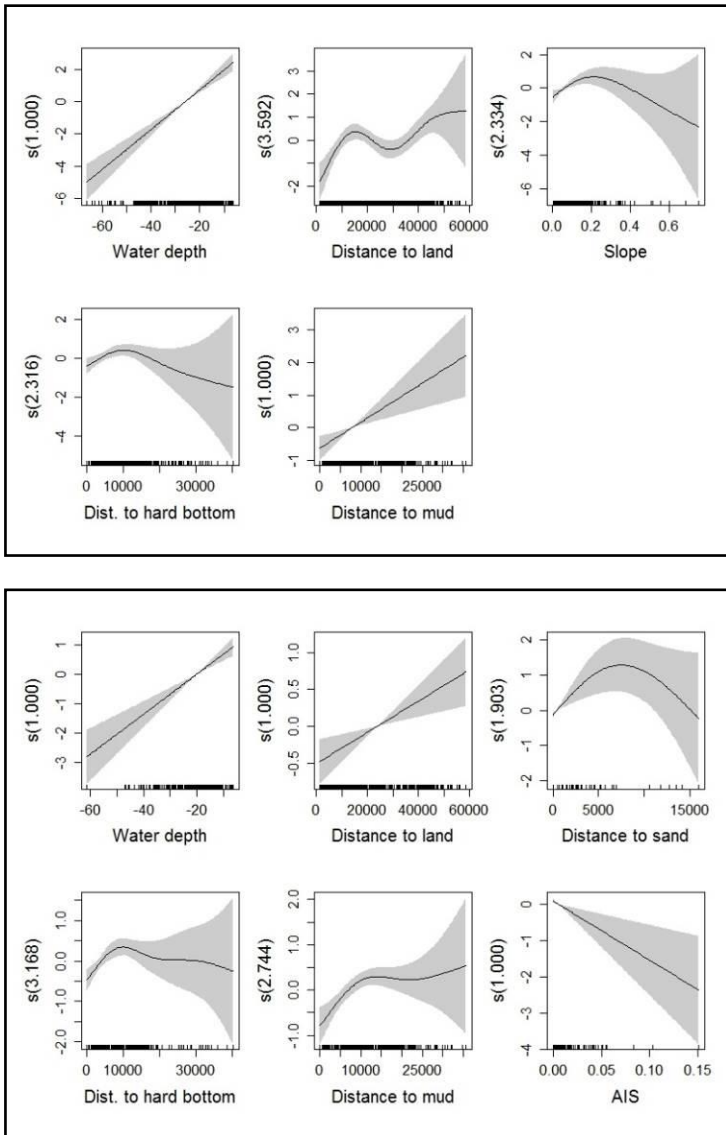 s(1.000)
2
0
-2
-4
-6
-60 -40 -20
Water depth
s(3.592)
3
2
1
0
-2
0 20000 40000 60000
Distance to land
s(2.334)
2
0
-2
-4
-6
0.0 0.2 0.4 0.6
Slope
s(2.316)
2
0
-2
-4
0 10000 30000
Dist. to hard bottom
s(1.000)
3
2
1
0
-1
0 10000 25000
Distance to mud
s(1.000)
1
0
-1
-2
-3
-60 -40 -20
Water depth
s(1.000)
1.0
0.5
0.0
-0.5
0 20000 40000 60000
Distance to land
s(1.903)
2
1
0
-1
-2
0 5000 15000
Distance to sand
s(3.168)
1.0
0.0
-1.0
-2.0
0 10000 30000
Dist. to hard bottom
s(2.744)
2.0
1.0
0.0
-1.0
0 10000 25000
Distance to mud
s(1.000)
0
-1
-2
-3
-4
0.00 0.05 0.10 0.15
AIS